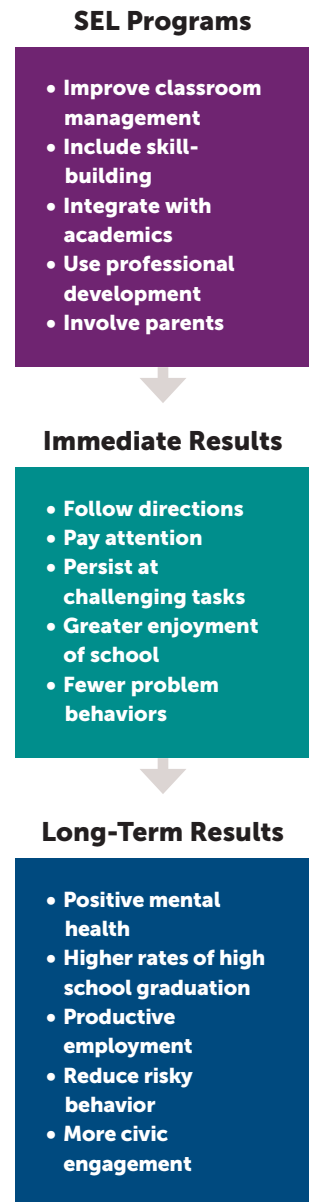 SEL Programs
• Improve classroom
management
• Include skill-
building
• Integrate with
academics
• Use professional
development
• Involve parents
Immediate Results
• Follow directions
• Pay attention
• Persist at
challenging tasks
• Greater enjoyment
of school
• Fewer problem
behaviors
Long-Term Results
• Positive mental
health
• Higher rates of high
school graduation
• Productive
employment
• Reduce risky
behavior
• More civic
engagement